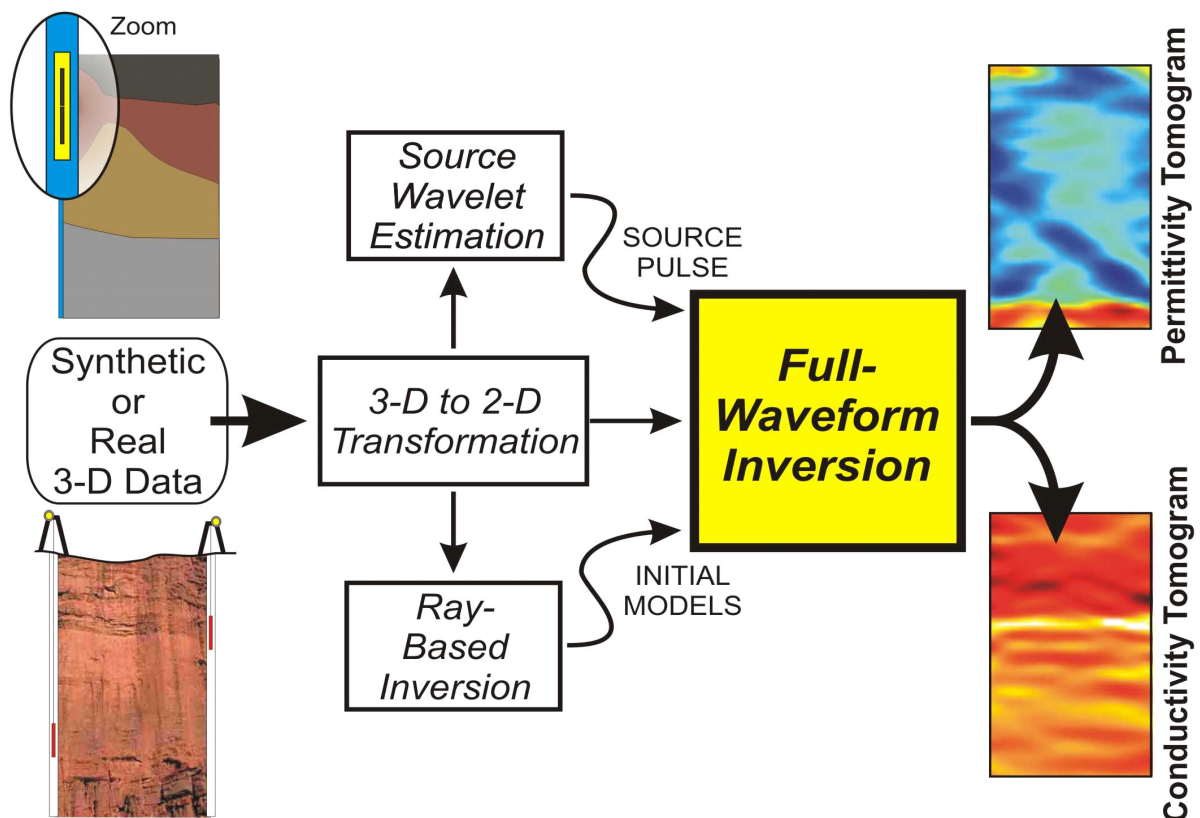 Zoom
Synthetic
or
Real
3-D Data
Source
Wavelet
Estimation
3-D to 2-D
Transformation
Ray-
Based
Inversion
SOURCE
PULSE
INITIAL
MODELS
Full-
Waveform
Inversion
Permittivity Tomogram
Conductivity Tomogram